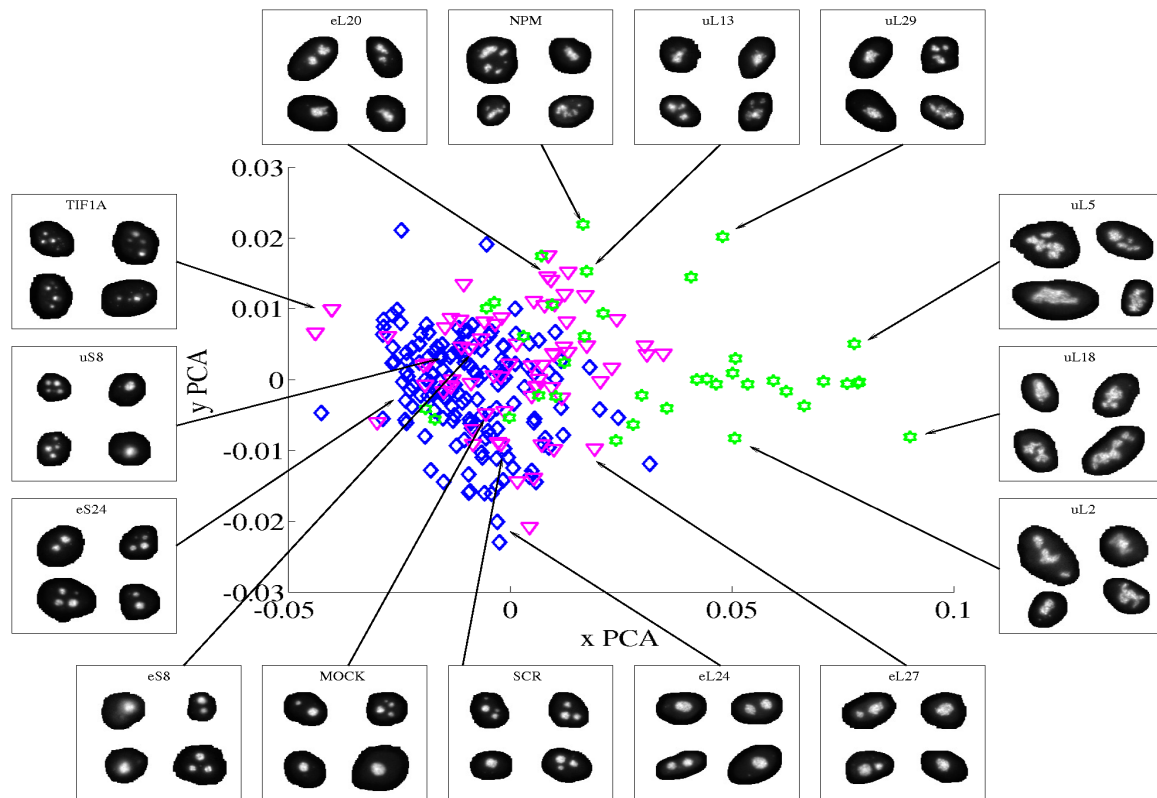 eL20
NPM
uL13
uL29
TIF1A
uL5
uS8
uL18
eS24
uL2
0.03
0.02
0.01
0
-0.01
-0.02
-0.03
y PCA
-0.05
0
0.05
0.1
x PCA
eS8
MOCK
SCR
eL24
eL27